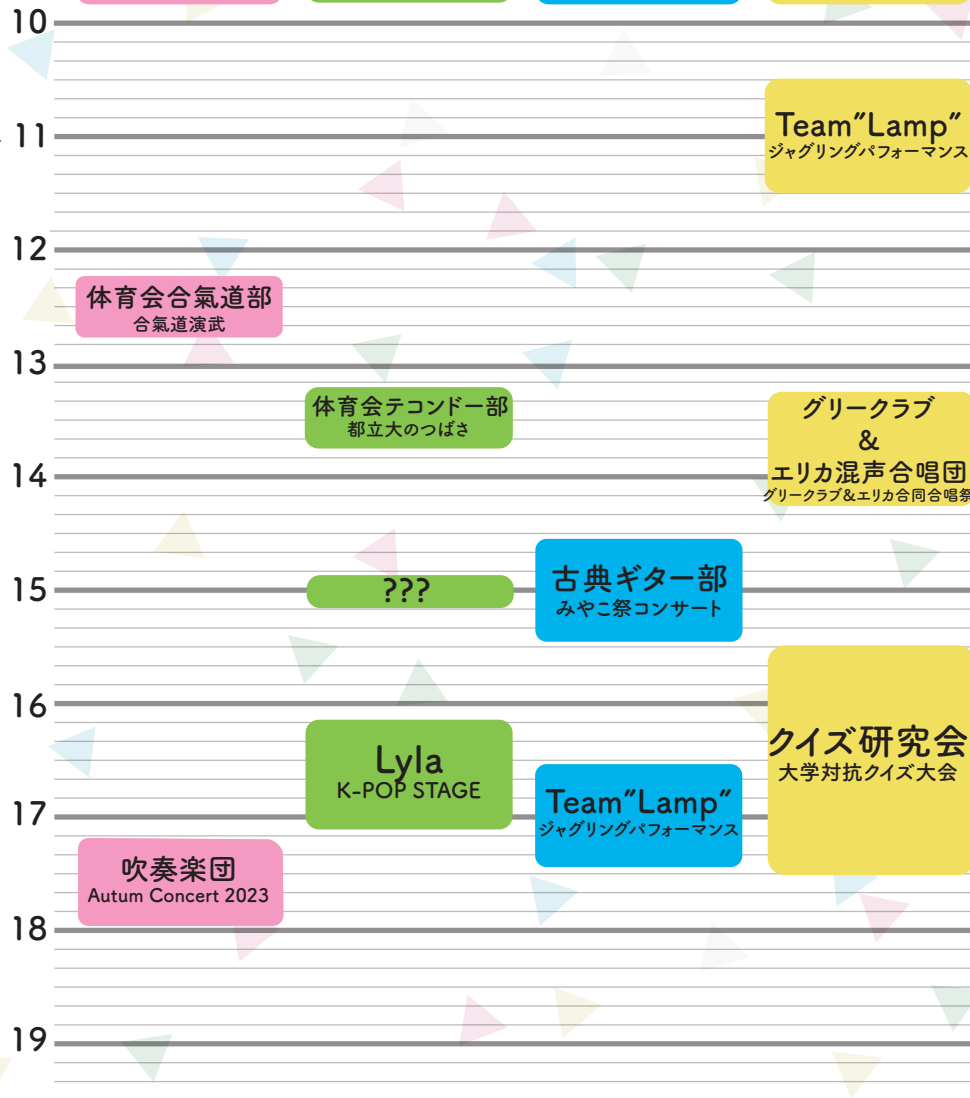 10
11
Team"Lamp"
ジャグリングパフォーマンス
12
体育会合氣道部
合氣道演武
13
体育会テコンドー部
都立大のつばさ
グリークラブ
&
エリカ混声合唱団
グリークラブ&エリカ合同合唱祭
14
???
古典ギター部
みやこ祭コンサート
15
16
Lyla
K-POP STAGE
クイズ研究会
大学対抗クイズ大会
Team"Lamp"
ジャグリングパフォーマンス
17
吹奏楽団
Autum Concert 2023
18
19